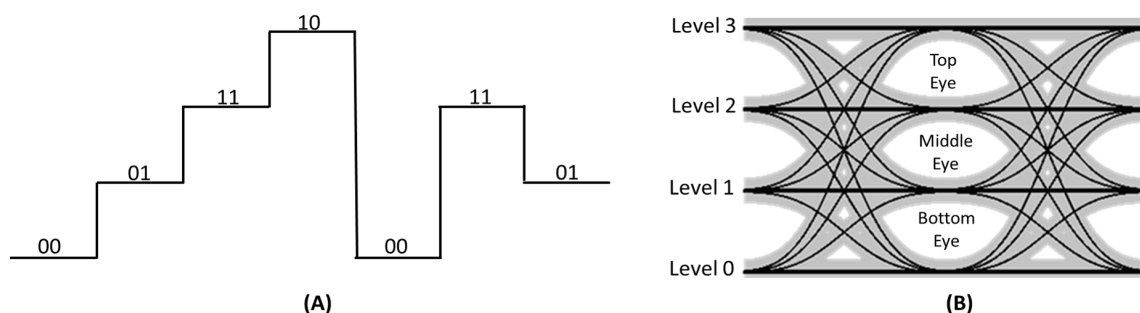 10
11
11
01
01
00
00
(A)
Level 3
Top
Eye
Level 2
Middle
Eye
Level 1
Bottom
Eye
Level 0
(B)